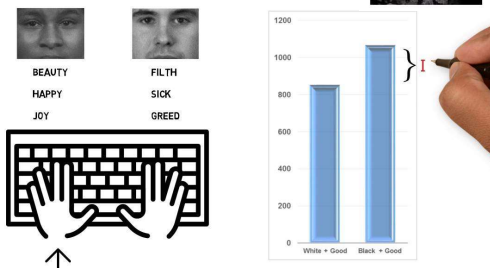 BEAUTY FILTH
HAPPY SICK
JOY GREED
1200
1000
800
600
400
200
0
White + Good Black + Good
I